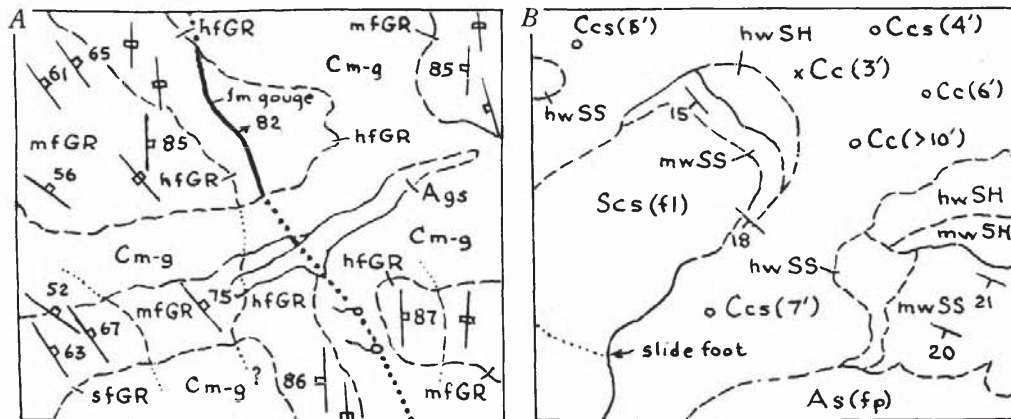 A
hfGR
mfGR
65
61
Cm-g
85
1m gouge
82
mfGR
85
hfGR
hfGR
56
Ags
Cm-g
Cm-g
hfGR
52
75
mfGR
hfGR
67
87
63
sfGR
Cm-g?
86
mfGR
B
Ccs(5')
hwSH
Ccs(4')
Cc(3')
hwSS
Cc(6')
15
mwSS
Cc(>10')
Scs(fl)
hwSH
18
mwSH
hwSS
Ccs(7')
mwSS
21
20
slide foot
As(fp)